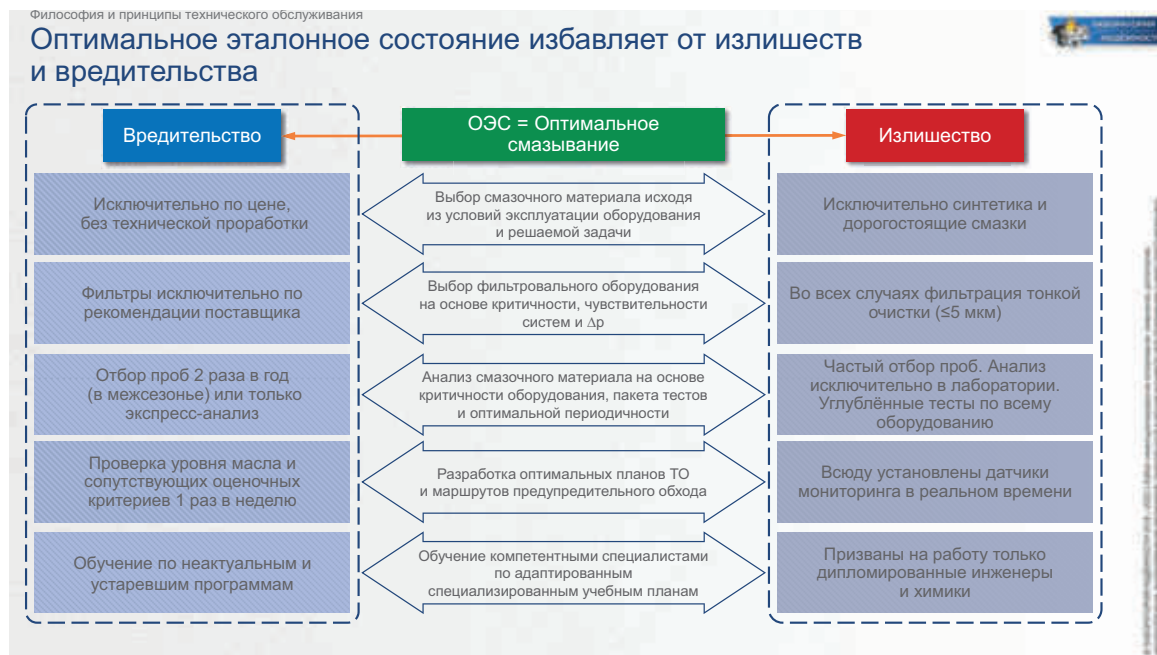 Философия и принципы технического обслуживания
Оптимальное эталонное состояние избавляет от излишеств
и вредительства
Вредительство
ОЭС = Оптимальное
смазывание
Излишество
Исключительно по цене,
без технической проработки
Выбор смазочного материала исходя
из условий эксплуатации оборудования
и решаемой задачи
Исключительно синтетика и
дорогостоящие смазки
Фильтры исключительно по
рекомендации поставщика
Выбор фильтровального оборудования
на основе критичности, чувствительности
систем и Δр
Во всех случаях фильтрация тонкой
очистки (≤5 мкм)
Отбор проб 2 раза в год
(в межсезонье) или только
экспресс-анализ
Анализ смазочного материала на основе
критичности оборудования, пакета тестов
и оптимальной периодичности
Частый отбор проб. Анализ
исключительно в лаборатории.
Углублённые тесты по всему
оборудованию
Проверка уровня масла и
сопутствующих оценочных
критериев 1 раз в неделю
Разработка оптимальных планов ТО
и маршрутов предупредительного обхода
Всюду установлены датчики
мониторинга в реальном времени
Обучение по неактуальным и
устаревшим программам
Обучение компетентными специалистами
по адаптированным
специализированным учебным планам
Призваны на работу только
дипломированные инженеры
и химики